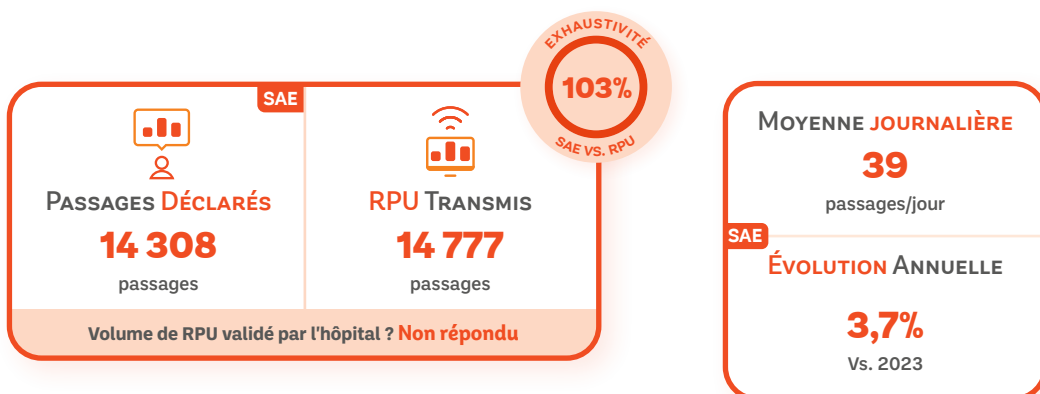 EXHAUSTIVITÉ
103%
SAE VS. RPU
SAE
PASSAGES DÉCLARÉS
14 308
passages
RPU TRANSMIS
14 777
passages
Volume de RPU validé par l'hôpital ? Non répondu
MOYENNE JOURNALIÈRE
39
passages/jour
SAE
ÉVOLUTION ANNUELLE
3,7%
Vs. 2023